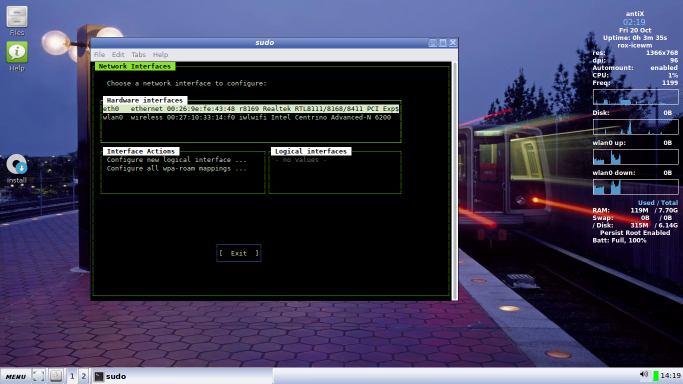 Files
Help
Install
sudo
File Edit Tabs Help
Network Interfaces
Choose a network interface to configure:
Hardware interfaces
eth0 ethernet 00:26:9e:fe:43:48 r8169 Realtek RTL8111/8168/8411 PCI Exps
wlan0 wireless 00:27:10:33:14:f0 iwlwifi Intel Centrino Advanced-N 6200
Interface Actions
Configure new logical interface ...
Configure all wpa-roam mappings ...
Logical interfaces
- no values -
[ Exit ]
antiX
02:19
Fri 20 Oct
Uptime: 0h 3m 35s
rox-icewm
res: 1366x768
dpi: 96
Automount: enabled
CPU: 1%
Freq: 1199
Disk: 0B
wlan0 up: 0B
wlan0 down: 0B
Used / Total
RAM: 119M / 7.70G
Swap: 0B / 0B
/ Disk: 315M / 6.14G
Persist Root Enabled
Batt: Full, 100%
MENU 1 2 sudo 14:19